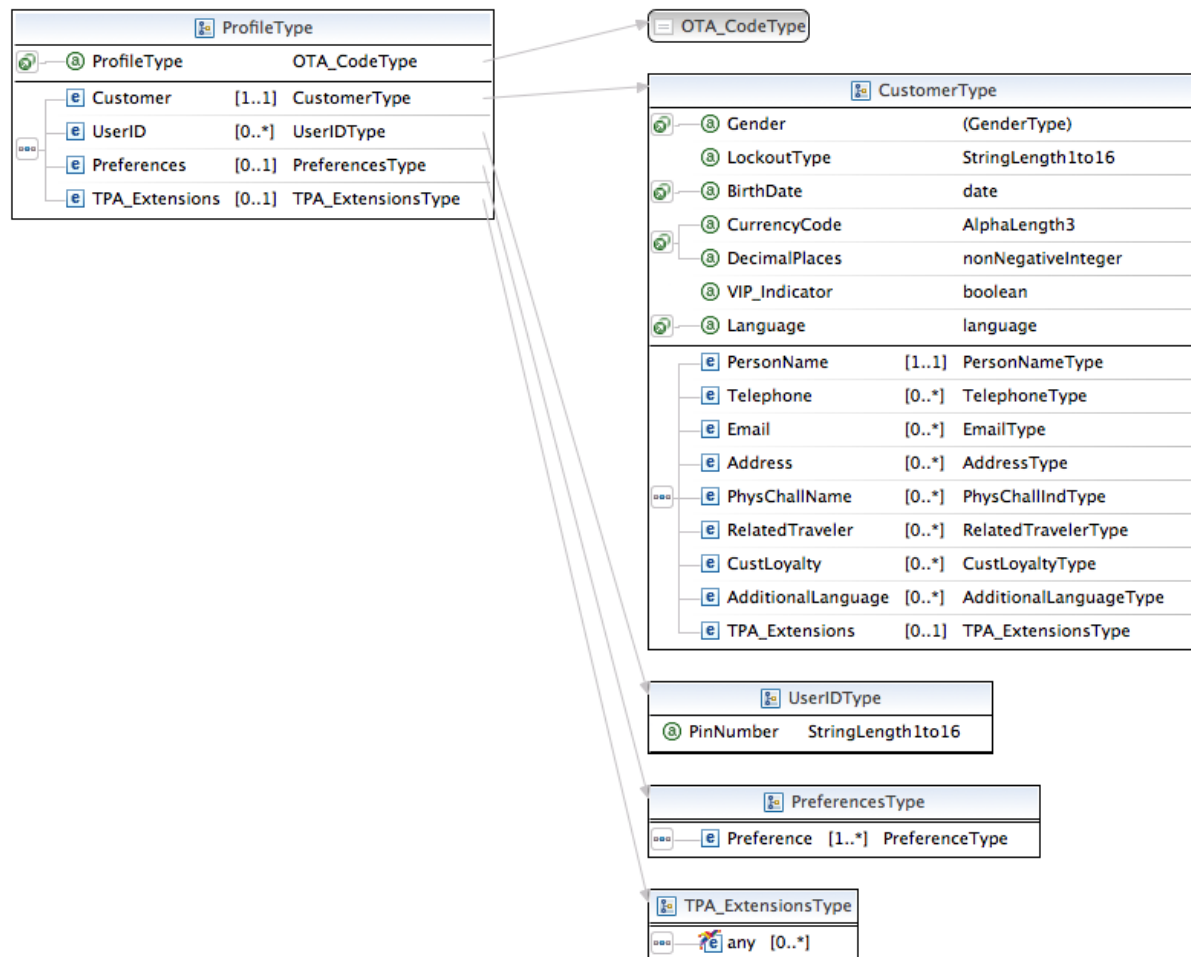 ProfileType
ProfileType OTA_CodeType
Customer [1..1] CustomerType
UserID [0..*] UserIDType
Preferences [0..1] PreferencesType
TPA_Extensions [0..1] TPA_ExtensionsType
OTA_CodeType
CustomerType
Gender (GenderType)
LockoutType StringLength1to16
BirthDate date
CurrencyCode AlphaLength3
DecimalPlaces nonNegativeInteger
VIP_Indicator boolean
Language language
PersonName [1..1] PersonNameType
Telephone [0..*] TelephoneType
Email [0..*] EmailType
Address [0..*] AddressType
PhysChallName [0..*] PhysChallIndType
RelatedTraveler [0..*] RelatedTravelerType
CustLoyalty [0..*] CustLoyaltyType
AdditionalLanguage [0..*] AdditionalLanguageType
TPA_Extensions [0..1] TPA_ExtensionsType
UserIDType
PinNumber StringLength1to16
PreferencesType
Preference [1..*] PreferenceType
TPA_ExtensionsType
any [0..*]